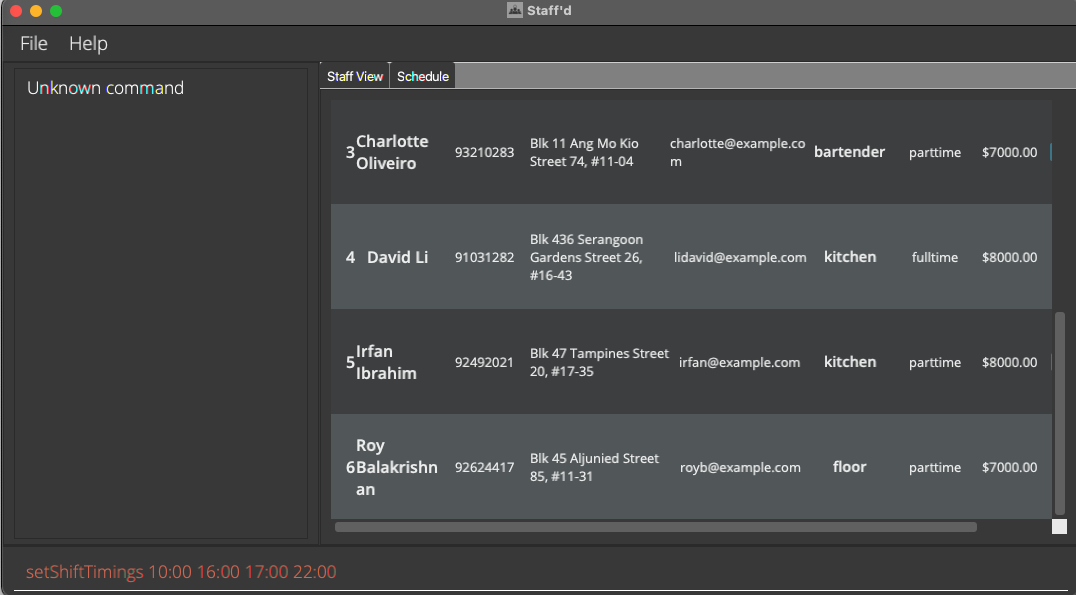 Staff'd
File Help
Unknown command
Staff View Schedule
3 Charlotte Oliveiro 93210283 Blk 11 Ang Mo Kio Street 74, #11-04 charlotte@example.com bartender parttime $7000.00
4 David Li 91031282 Blk 436 Serangoon Gardens Street 26, #16-43 lidavid@example.com kitchen fulltime $8000.00
5 Irfan Ibrahim 92492021 Blk 47 Tampines Street 20, #17-35 irfan@example.com kitchen parttime $8000.00
6 Roy Balakrishnan 92624417 Blk 45 Aljunied Street 85, #11-31 royb@example.com floor parttime $7000.00
setShiftTimings 10:00 16:00 17:00 22:00